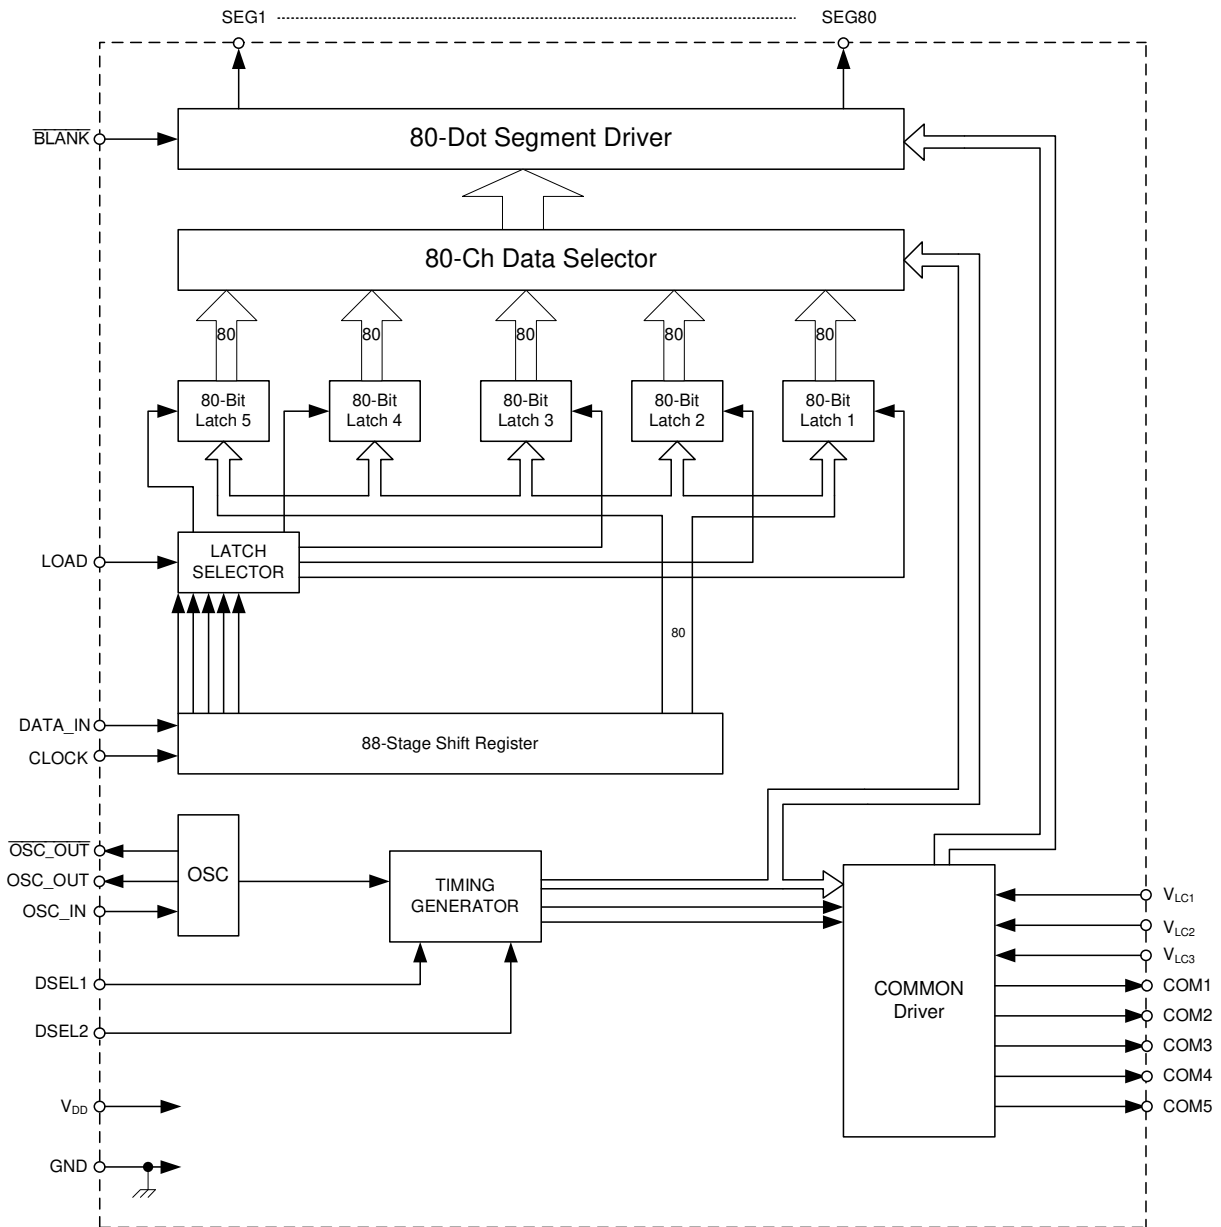 SEG1 SEG80
BLANK
80-Dot Segment Driver
80-Ch Data Selector
80 80 80 80 80
80-Bit
Latch 5
80-Bit
Latch 4
80-Bit
Latch 3
80-Bit
Latch 2
80-Bit
Latch 1
LOAD
LATCH
SELECTOR
80
DATA_IN
CLOCK
88-Stage Shift Register
OSC_OUT
OSC_OUT
OSC_IN
OSC
TIMING
GENERATOR
DSEL1
DSEL2
VDD
GND
COMMON
Driver
VLC1
VLC2
VLC3
COM1
COM2
COM3
COM4
COM5